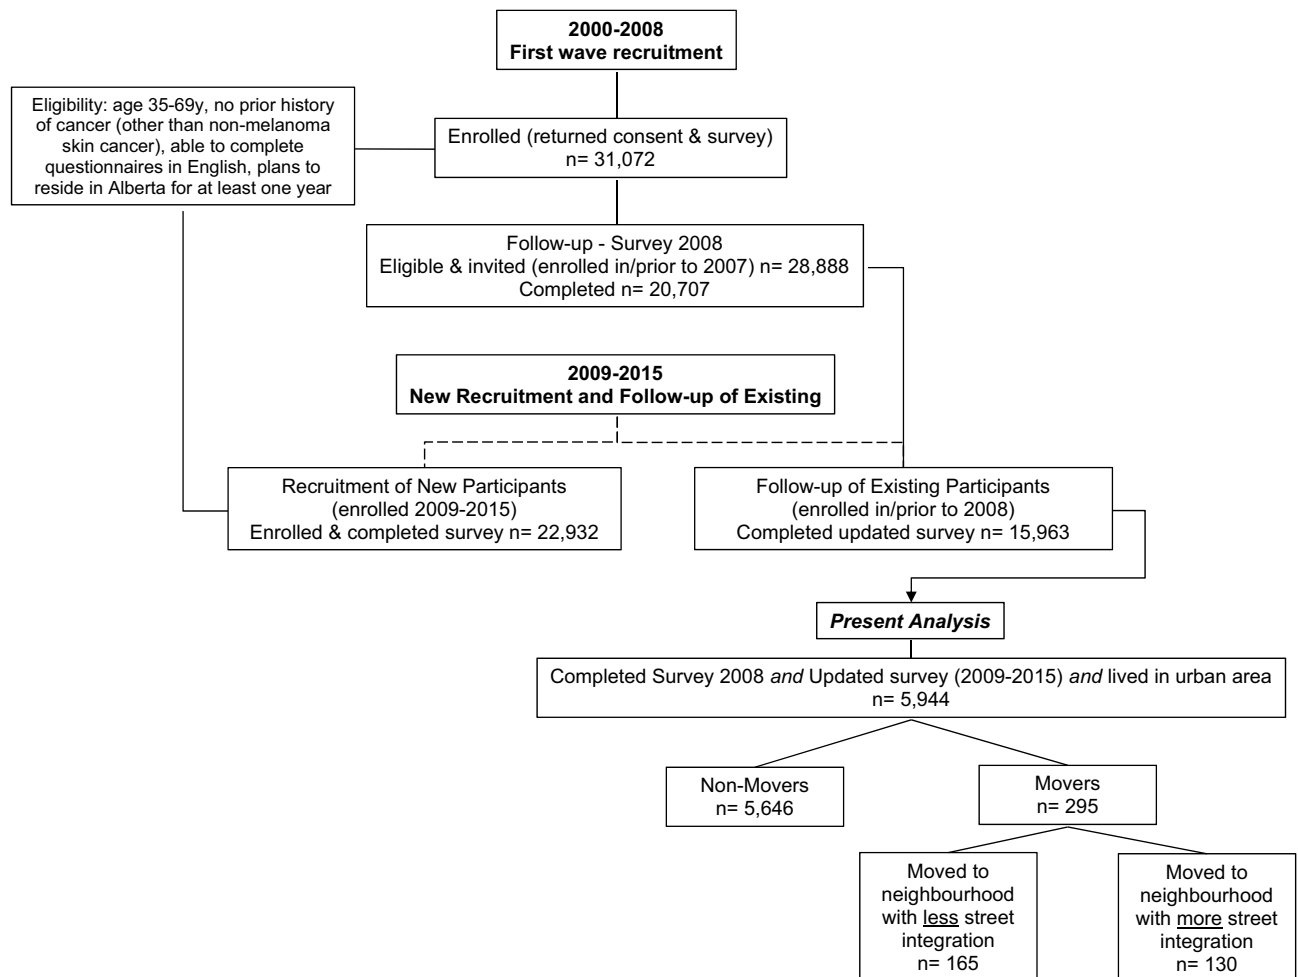 2000-2008
First wave recruitment
Eligibility: age 35-69y, no prior history
of cancer (other than non-melanoma
skin cancer), able to complete
questionnaires in English, plans to
reside in Alberta for at least one year
Enrolled (returned consent & survey)
n= 31,072
Follow-up - Survey 2008
Eligible & invited (enrolled in/prior to 2007) n= 28,888
Completed n= 20,707
2009-2015
New Recruitment and Follow-up of Existing
Recruitment of New Participants
(enrolled 2009-2015)
Enrolled & completed survey n= 22,932
Follow-up of Existing Participants
(enrolled in/prior to 2008)
Completed updated survey n= 15,963
Present Analysis
Completed Survey 2008 and Updated survey (2009-2015) and lived in urban area
n= 5,944
Non-Movers
n= 5,646
Movers
n= 295
Moved to
neighbourhood
with less street
integration
n= 165
Moved to
neighbourhood
with more street
integration
n= 130